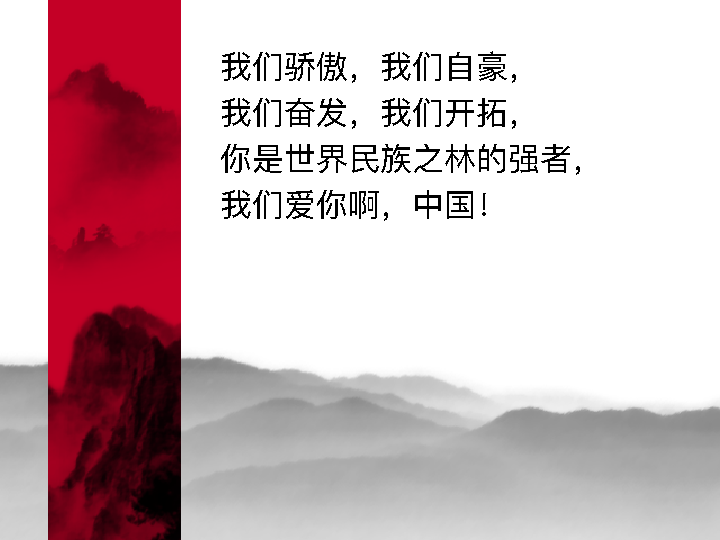 我们骄傲，我们自豪，
我们奋发，我们开拓，
你是世界民族之林的强者，
我们爱你啊，中国！